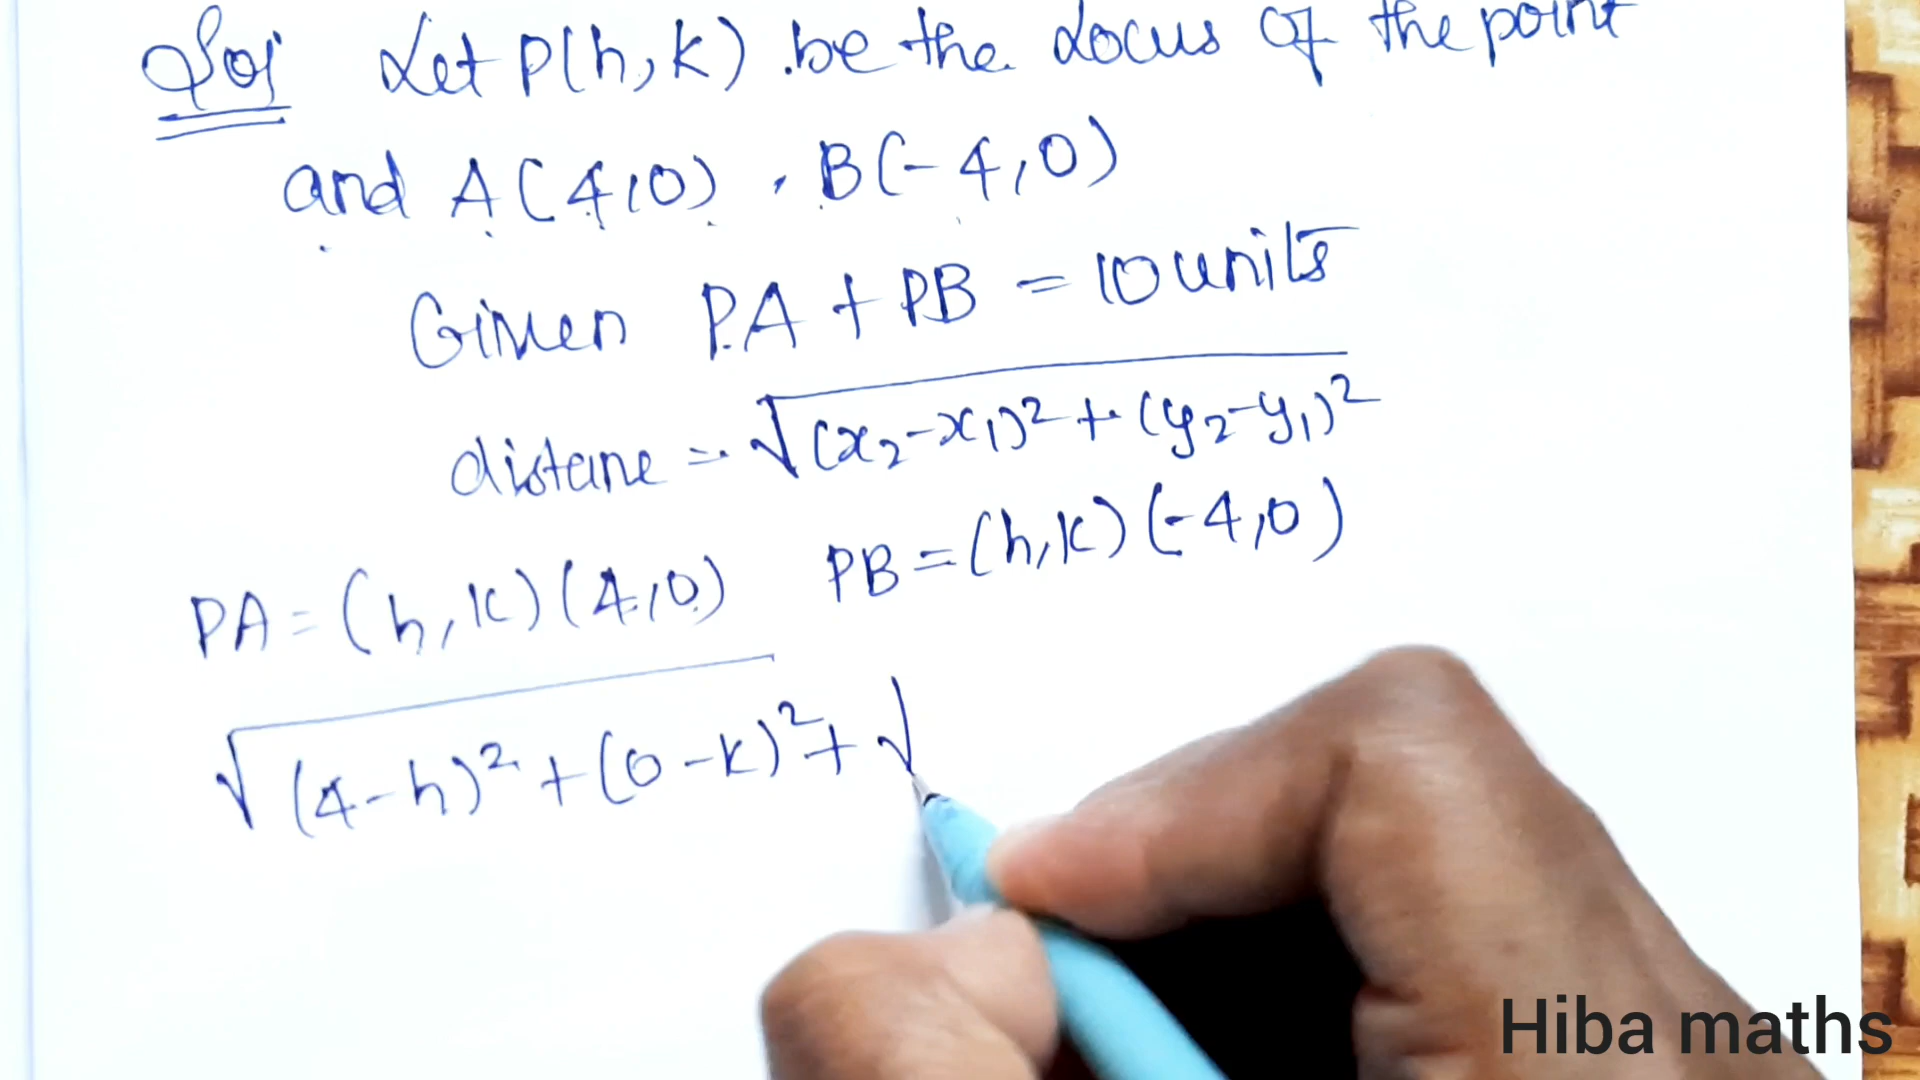 Sol Let P(h, k) be the Locus of the point
and A(4,0), B(-4,0)
Given PA + PB = 10 units
distane = √(x₂-x₁)² + (y₂-y₁)²
PA = (h, k) (4,0) PB = (h, k) (-4,0)
√(4-h)² + (0-k)² + √
Hiba maths